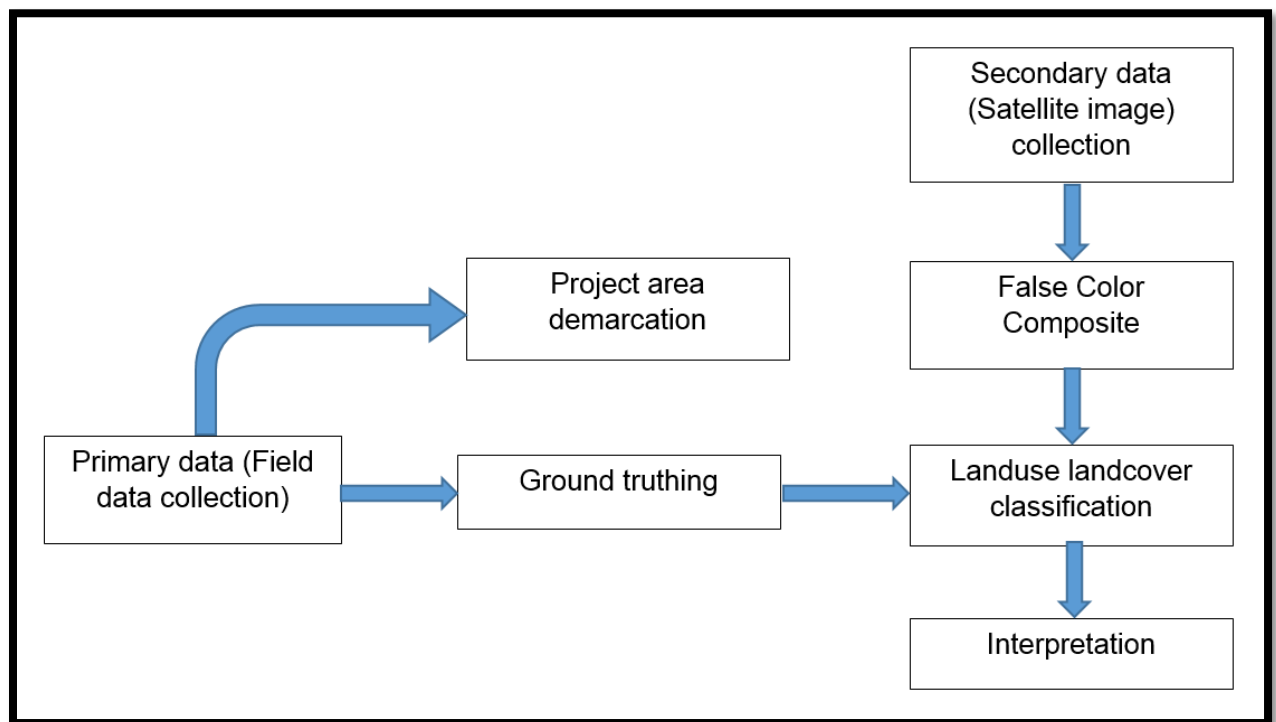 Secondary data
(Satellite image)
collection
Project area
demarcation
False Color
Composite
Primary data (Field
data collection)
Ground truthing
Landuse landcover
classification
Interpretation